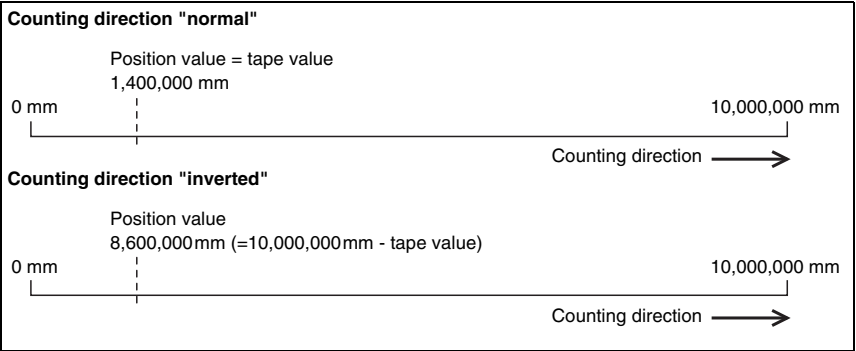 Counting direction "normal"
Position value = tape value
1,400,000 mm
0 mm
10,000,000 mm
Counting direction
Counting direction "inverted"
Position value
8,600,000mm (=10,000,000mm - tape value)
0 mm
10,000,000 mm
Counting direction